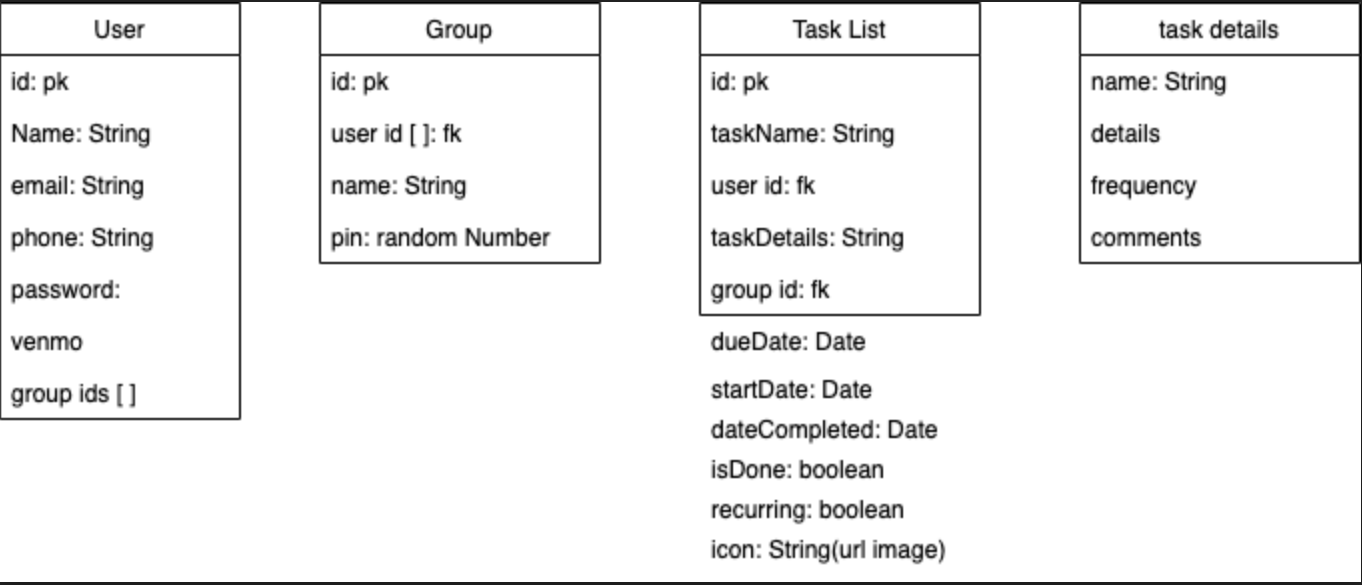 User
id: pk
Name: String
email: String
phone: String
password:
venmo
group ids [ ]
Group
id: pk
user id [ ]: fk
name: String
pin: random Number
Task List
id: pk
taskName: String
user id: fk
taskDetails: String
group id: fk
dueDate: Date
startDate: Date
dateCompleted: Date
isDone: boolean
recurring: boolean
icon: String(url image)
task details
name: String
details
frequency
comments